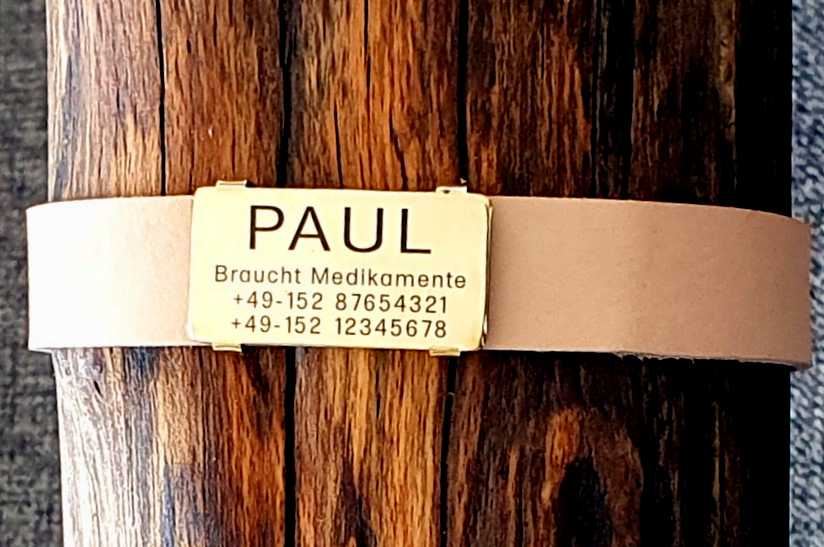 PAUL
Braucht Medikamente
+49-152 87654321
+49-152 12345678